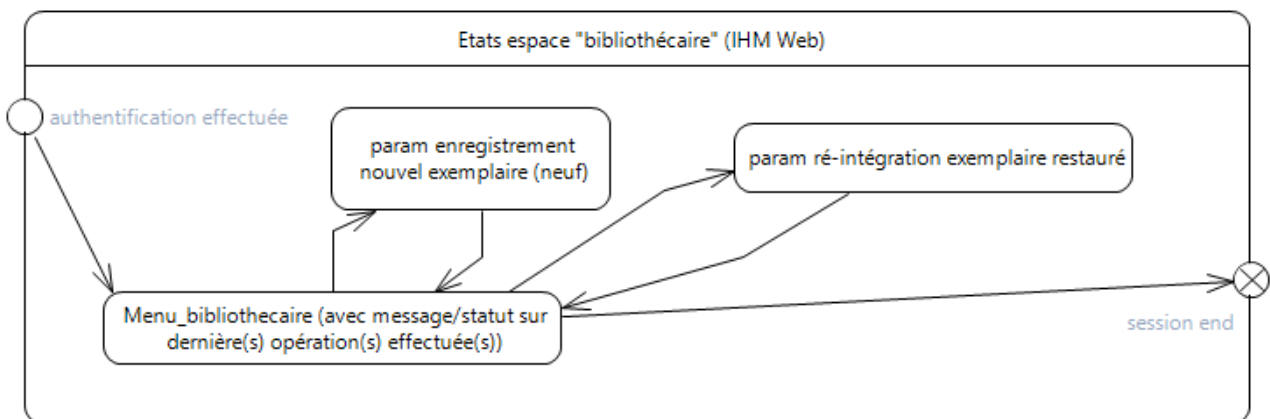 Etats espace "bibliothécaire" (IHM Web)
authentification effectuée
param enregistrement
nouvel exemplaire (neuf)
param ré-intégration exemplaire restauré
Menu_bibliothecaire (avec message/statut sur
dernière(s) opération(s) effectuée(s))
session end